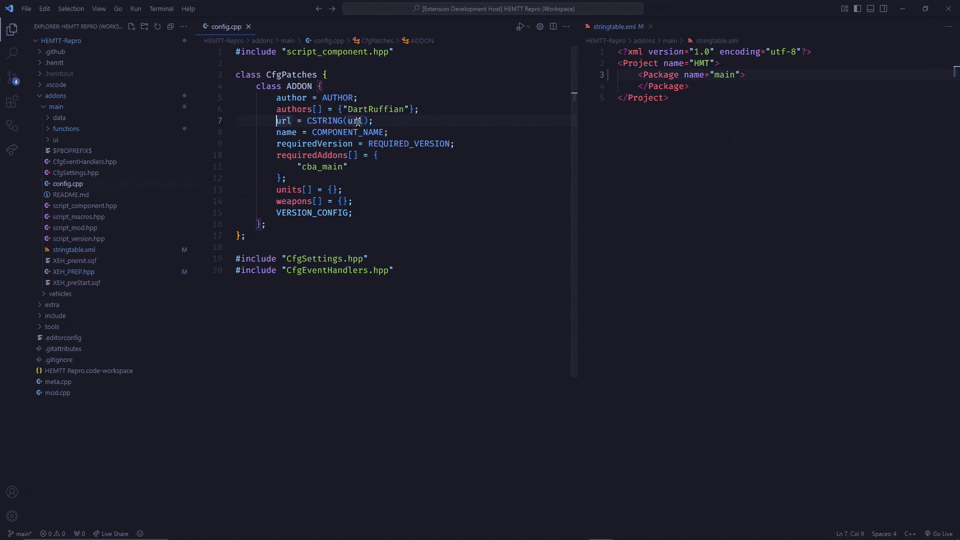 File Edit Selection View Go Run Terminal Help
[Extension Development Host] HEMTT-Repro (Workspace)
EXPLORER: HEMTT REPRO (WORKS...
HEMTT-Repro
.github
.hemtt
.hemttout
.vscode
addons
main
data
functions
ui
$PBOPREFIX$
CfgEventHandlers.hpp
CfgSettings.hpp
config.cpp
README.md
script_component.hpp
script_macros.hpp
script_mod.hpp
script_version.hpp
stringtable.xml M
XEH_preInit.sqf
XEH_PREP.hpp M
XEH_preStart.sqf
vehicles
extra
include
tools
.editorconfig
.gitattributes
.gitignore
HEMTT Repro.code-workspace
meta.cpp
mod.cpp
config.cpp
HEMTT-Repro > addons > main > config.cpp > CfgPatches > ADDON
1 #include "script_component.hpp"
2
3 class CfgPatches {
4 class ADDON {
5 author = AUTHOR;
6 authors[] = {"DartRuffian"};
7 url = CSTRING(url);
8 name = COMPONENT_NAME;
9 requiredVersion = REQUIRED_VERSION;
10 requiredAddons[] = {
11 "cba_main"
12 };
13 units[] = {};
14 weapons[] = {};
15 VERSION_CONFIG;
16 };
17 };
18
19 #include "CfgSettings.hpp"
20 #include "CfgEventHandlers.hpp"
stringtable.xml M
HEMTT-Repro > addons > main > stringtable.xml
1 <?xml version="1.0" encoding="utf-8"?>
2 <Project name="HMT">
3 <Package name="main">
4 </Package>
5 </Project>
main* 0 0 0 Live Share
Ln 7, Col 9 Spaces: 4 C++ Go Live